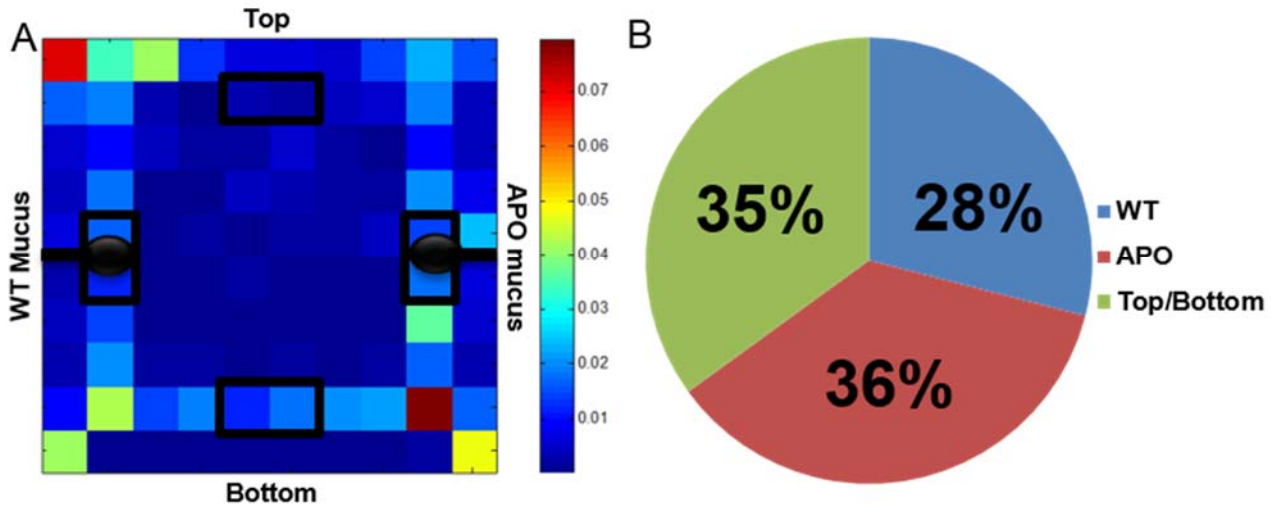 A
Top
WT Mucus
APO mucus
Bottom
0.07
0.06
0.05
0.04
0.03
0.02
0.01
B
35%
28%
36%
WT
APO
Top/Bottom